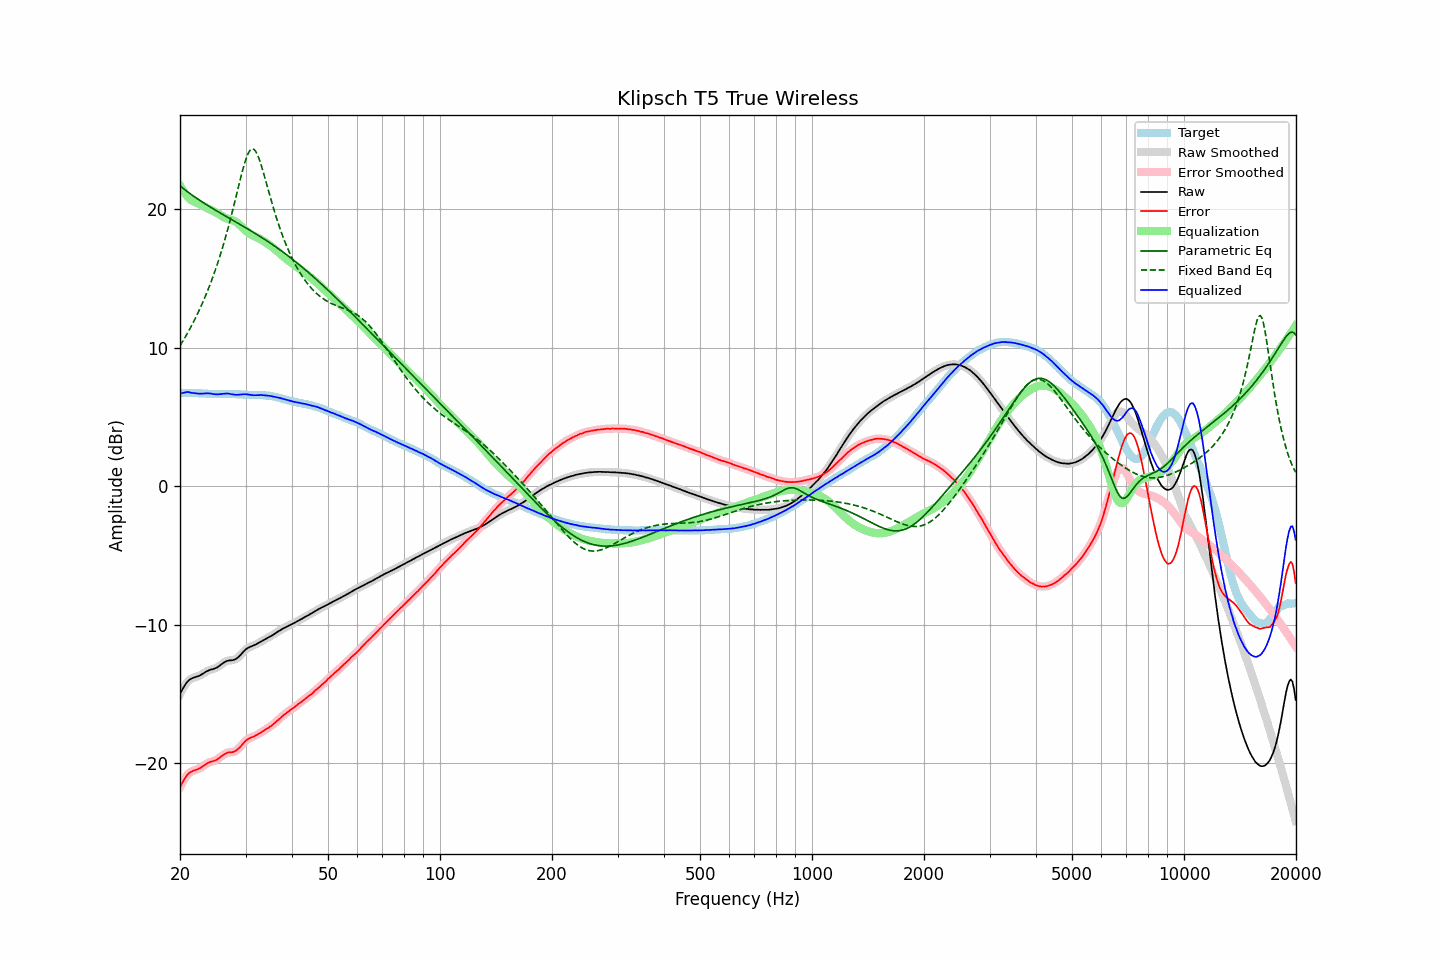 Klipsch T5 True Wireless
Target
Raw Smoothed
Error Smoothed
Raw
Error
Equalization
Parametric Eq
Fixed Band Eq
Equalized
Amplitude (dBr)
20
10
0
−10
−20
20 50 100 200 500 1000 2000 5000 10000 20000
Frequency (Hz)